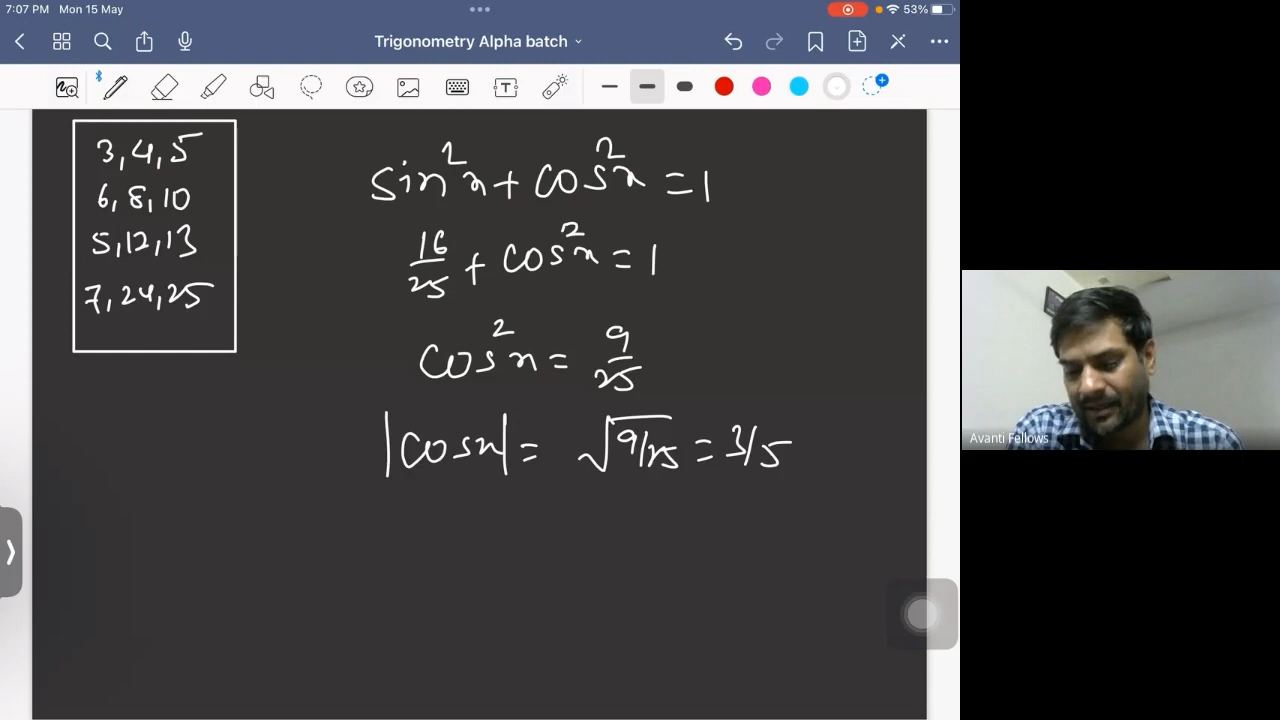 7:07 PM Mon 15 May
53%
Trigonometry Alpha batch
3, 4, 5
6, 8, 10
5, 12, 13
7, 24, 25
sin²x + cos²x = 1
16/25 + cos²x = 1
cos²x = 9/25
|cosx| = √9/25 = 3/5
Avanti Fellows